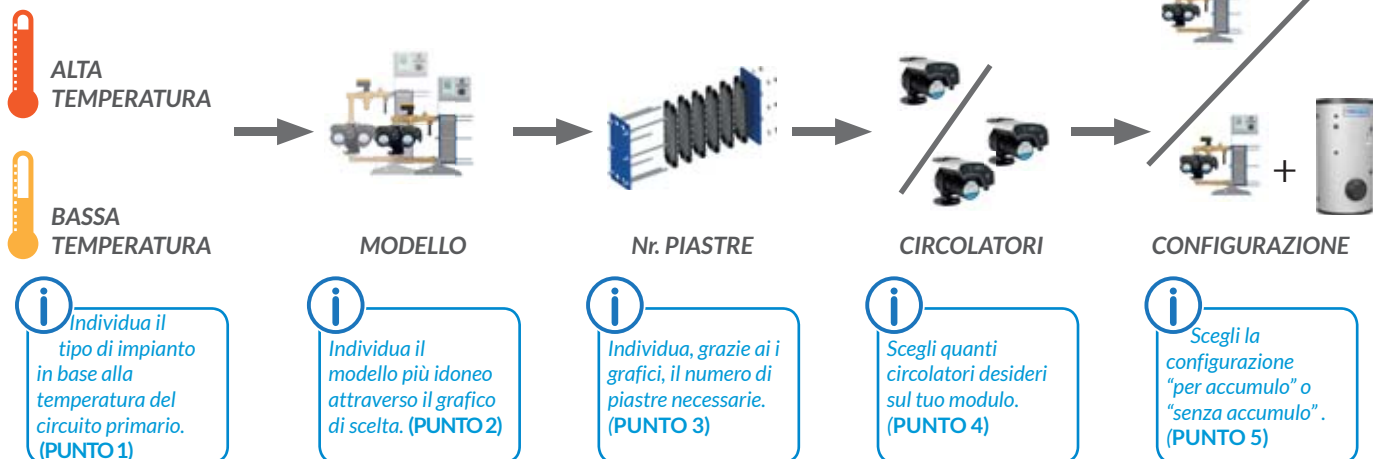 ALTA
TEMPERATURA
BASSA
TEMPERATURA
MODELLO
Nr. PIASTRE
CIRCOLATORI
+
CONFIGURAZIONE
i
Individua il
tipo di impianto
in base alla
temperatura del
circuito primario.
(PUNTO 1)
i
Individua il
modello più idoneo
attraverso il grafico
di scelta. (PUNTO 2)
i
Individua, grazie ai i
grafici, il numero di
piastre necessarie.
(PUNTO 3)
i
Scegli quanti
circolatori desideri
sul tuo modulo.
(PUNTO 4)
i
Scegli la
configurazione
“per accumulo” o
“senza accumulo” .
(PUNTO 5)